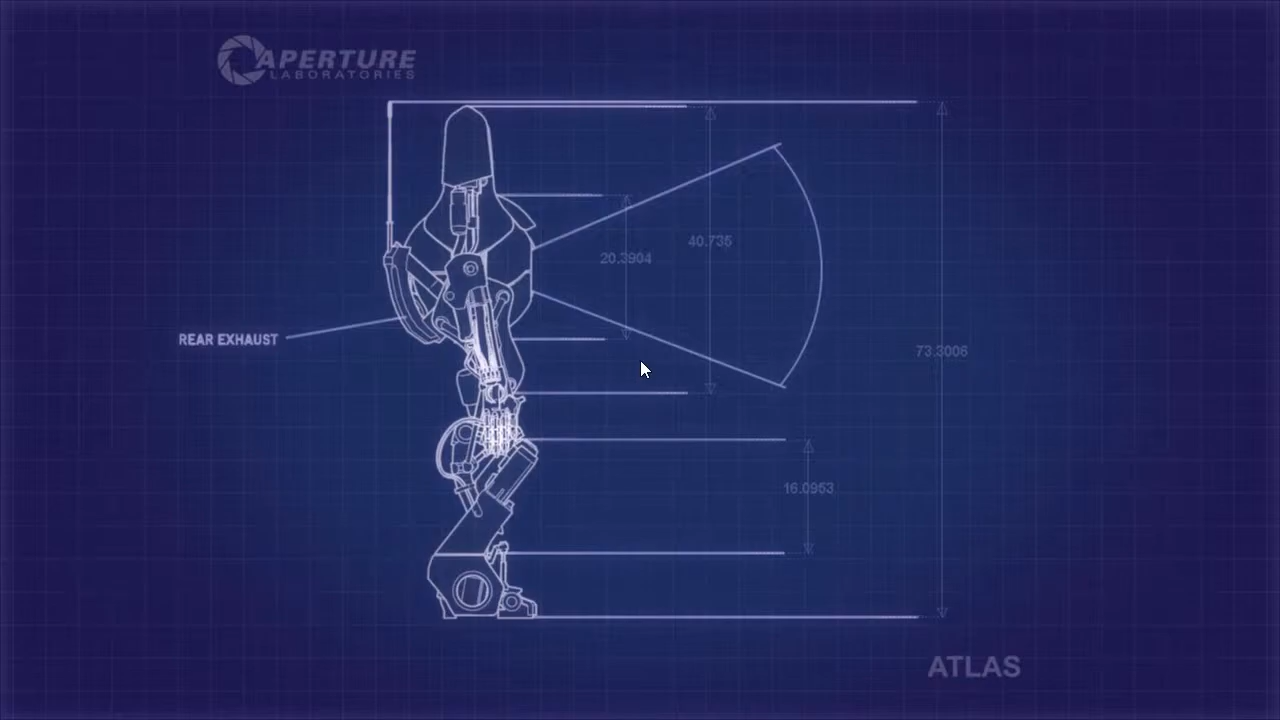 APERTURE
LABORATORIES
40.735
20.3904
REAR EXHAUST
73.3006
16.0953
ATLAS